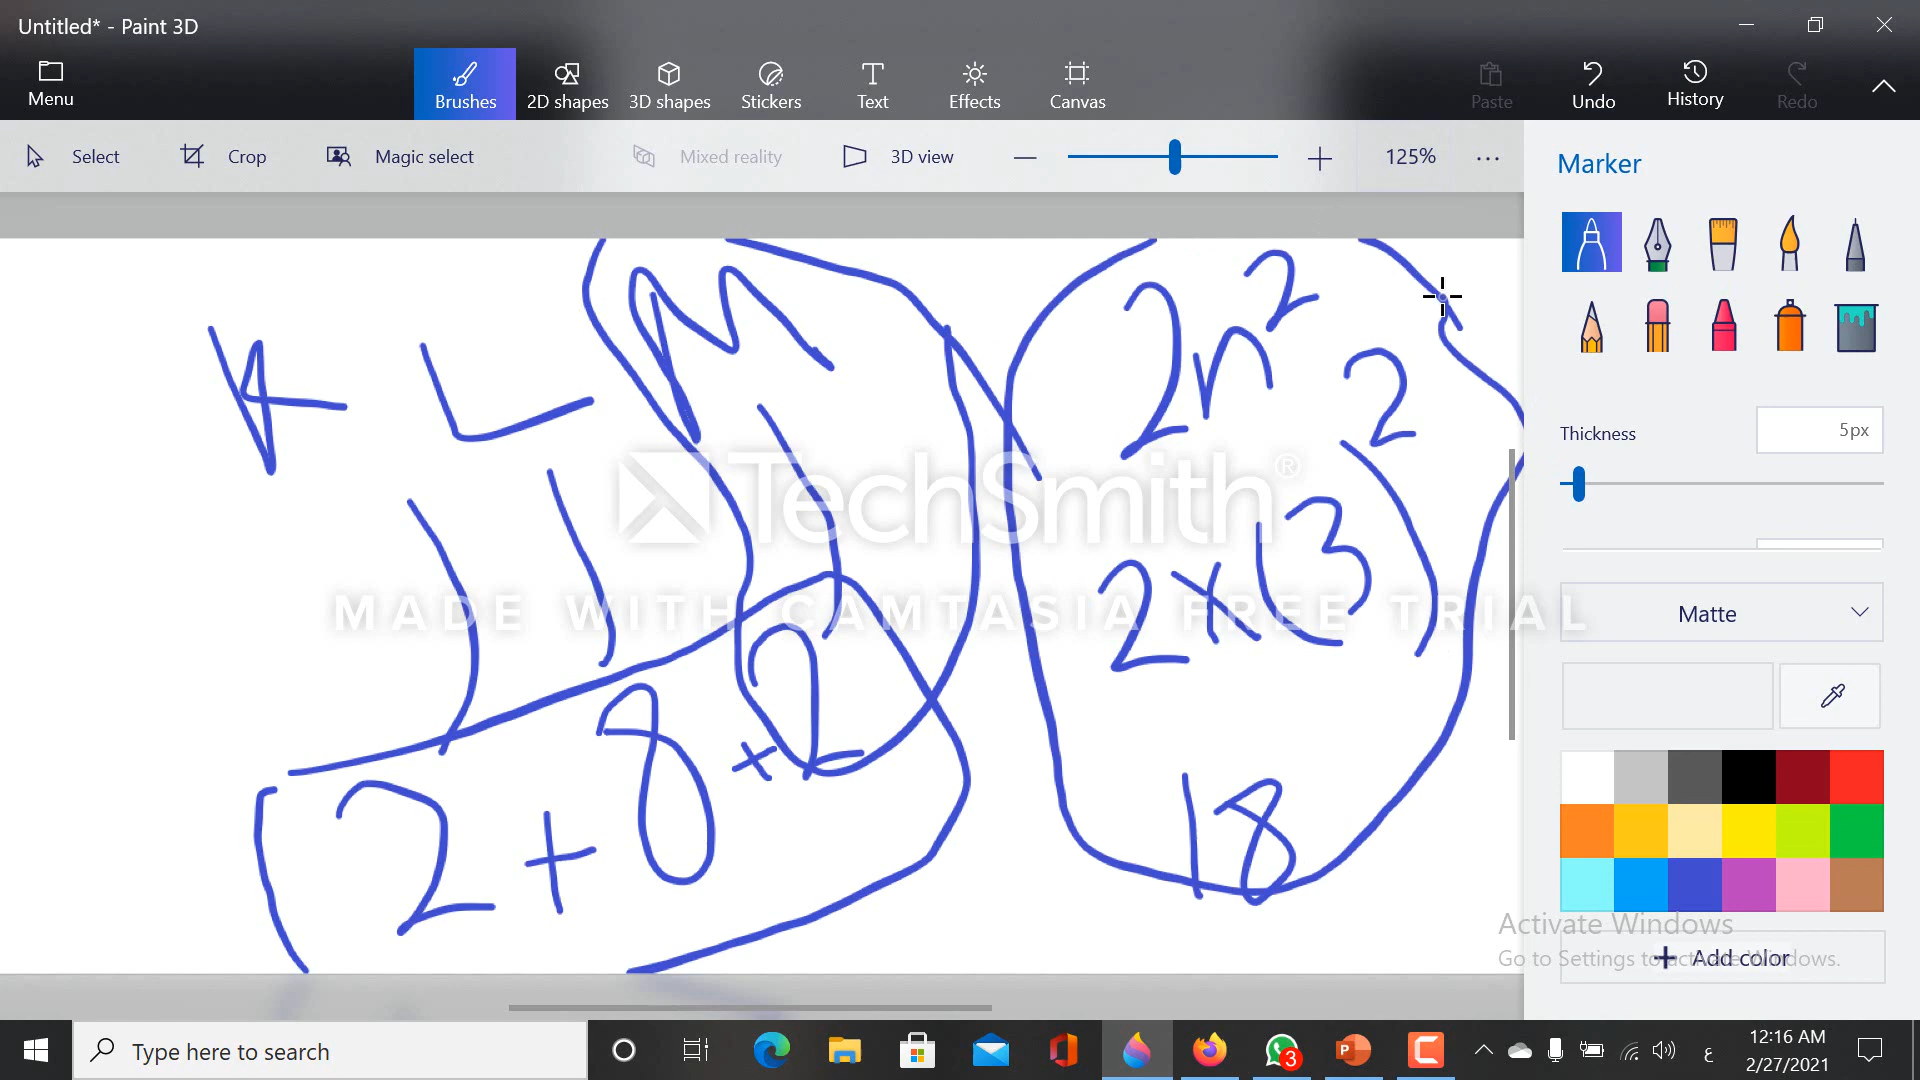 Untitled* - Paint 3D
Menu
Brushes
2D shapes
3D shapes
Stickers
Text
Effects
Canvas
Paste
Undo
History
Redo
Select
Crop
Magic select
Mixed reality
3D view
125%
Marker
Thickness
5px
Matte
Add color
K L M
2 + 8 + 2
2n²
2 x (3)²
18
TechSmith®
MADE WITH CAMTASIA FREE TRIAL
Activate Windows
Go to Settings to activate Windows.
Type here to search
3
ع
12:16 AM
2/27/2021